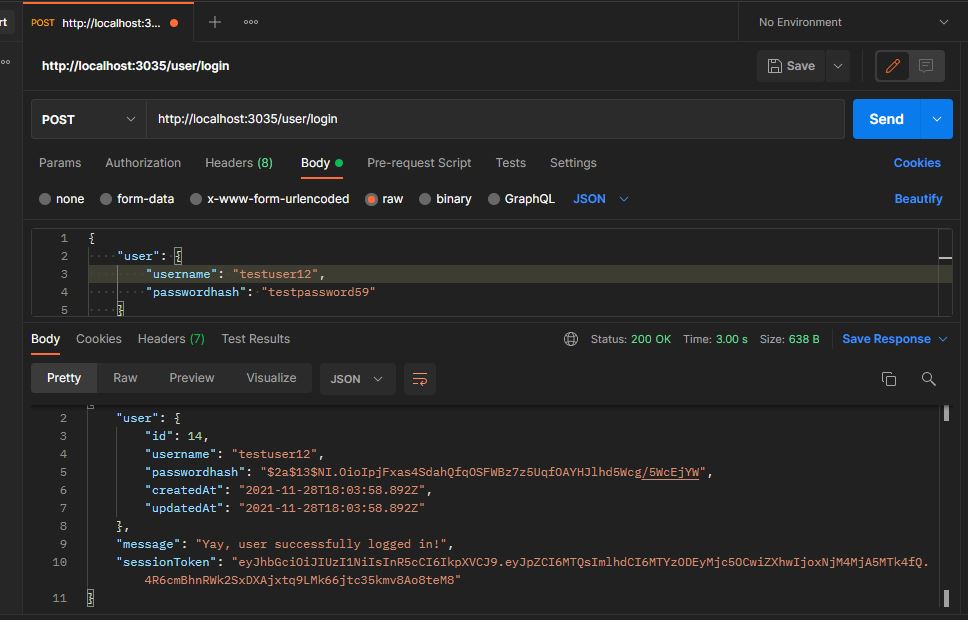 rt
POST http://localhost:3... + ooo No Environment
http://localhost:3035/user/login Save
POST http://localhost:3035/user/login Send
Params Authorization Headers (8) Body Pre-request Script Tests Settings Cookies
none form-data x-www-form-urlencoded raw binary GraphQL JSON Beautify
1 {
2 "user": {
3 "username": "testuser12",
4 "passwordhash": "testpassword59"
5 }
Body Cookies Headers (7) Test Results Status: 200 OK Time: 3.00 s Size: 638 B Save Response
Pretty Raw Preview Visualize JSON
2 "user": {
3 "id": 14,
4 "username": "testuser12",
5 "passwordhash": "$2a$13$NI.OioIpjFxas4SdahQfqOSFWBz7z5UqfOAYHJlhd5Wcg/5WcEjYW",
6 "createdAt": "2021-11-28T18:03:58.892Z",
7 "updatedAt": "2021-11-28T18:03:58.892Z"
8 },
9 "message": "Yay, user successfully logged in!",
10 "sessionToken": "eyJhbGciOiJIUzI1NiIsInR5cCI6IkpXVCJ9.eyJpZCI6MTQsImlhdCI6MTYzODEyMjc5OCwiZXhwIjoxNjM4MjA5MTk4fQ.
4R6cmBhnRWk2SxDXAjxtq9LMk66jtc35kmv8Ao8teM8"
11 }